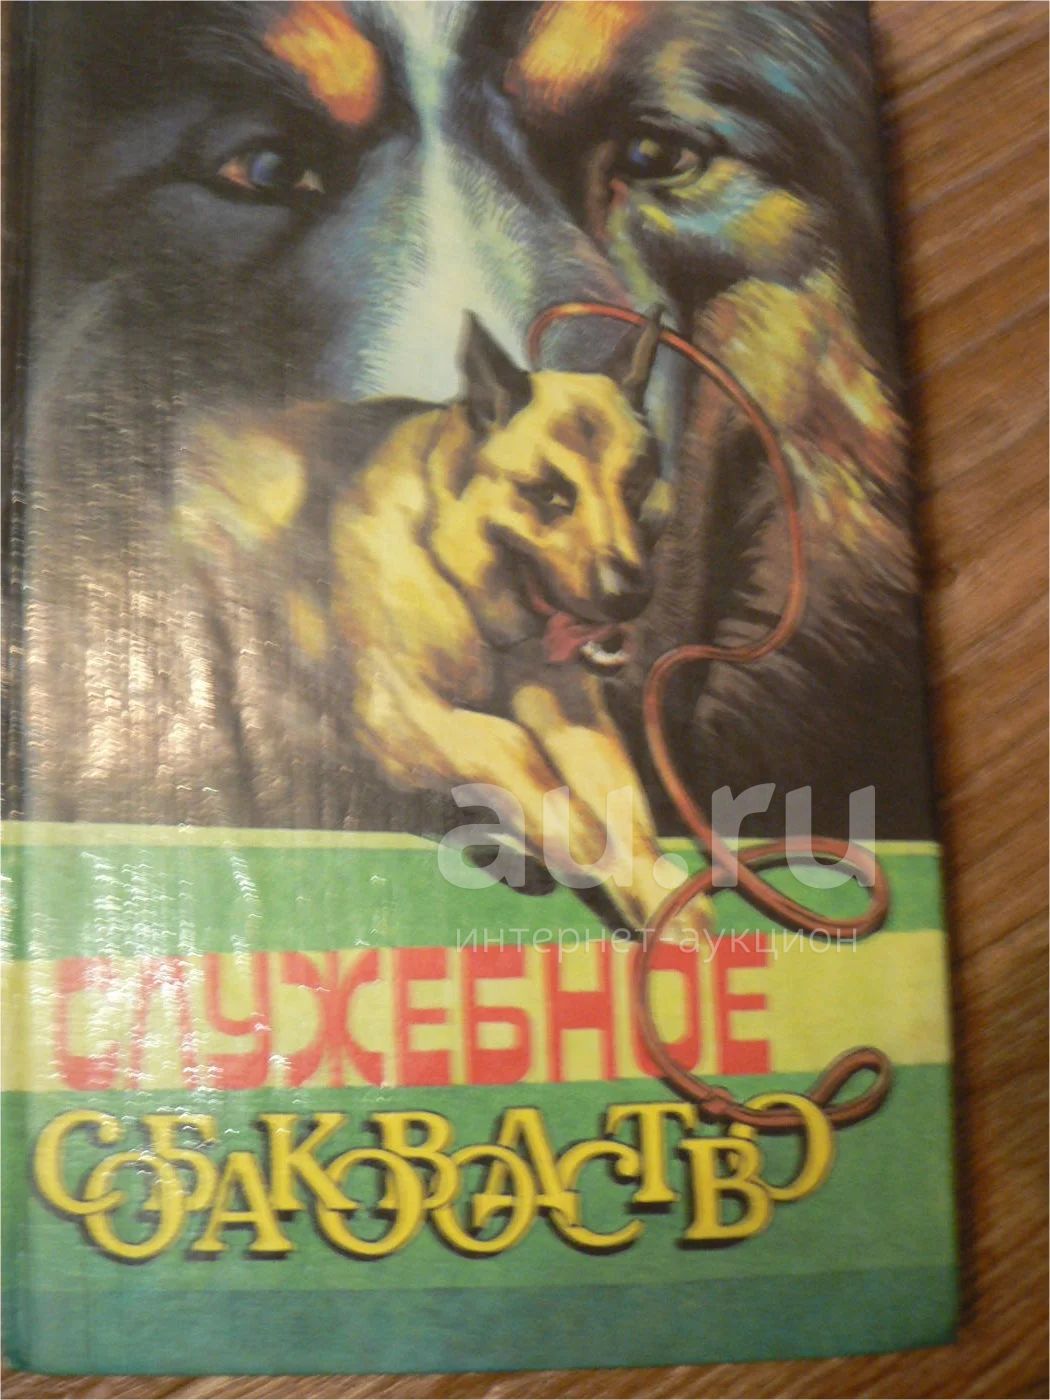 au.ru
интернет аукцион
СЛУЖЕБНОЕ
СОБАКОВОДСТВО